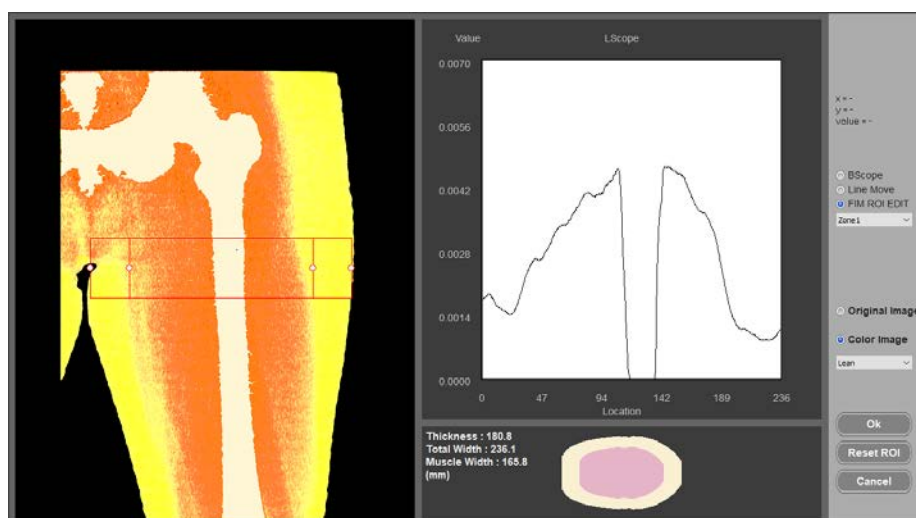 Value
LScope
0.0070
0.0056
0.0042
0.0028
0.0014
0.0000
0 47 94 142 189 236
Location
Thickness : 180.8
Total Width : 236.1
Muscle Width : 165.8
(mm)
x = -
y = -
value = -
BScope
Line Move
FIM ROI EDIT
Zone1
Original Image
Color Image
Lean
Ok
Reset ROI
Cancel